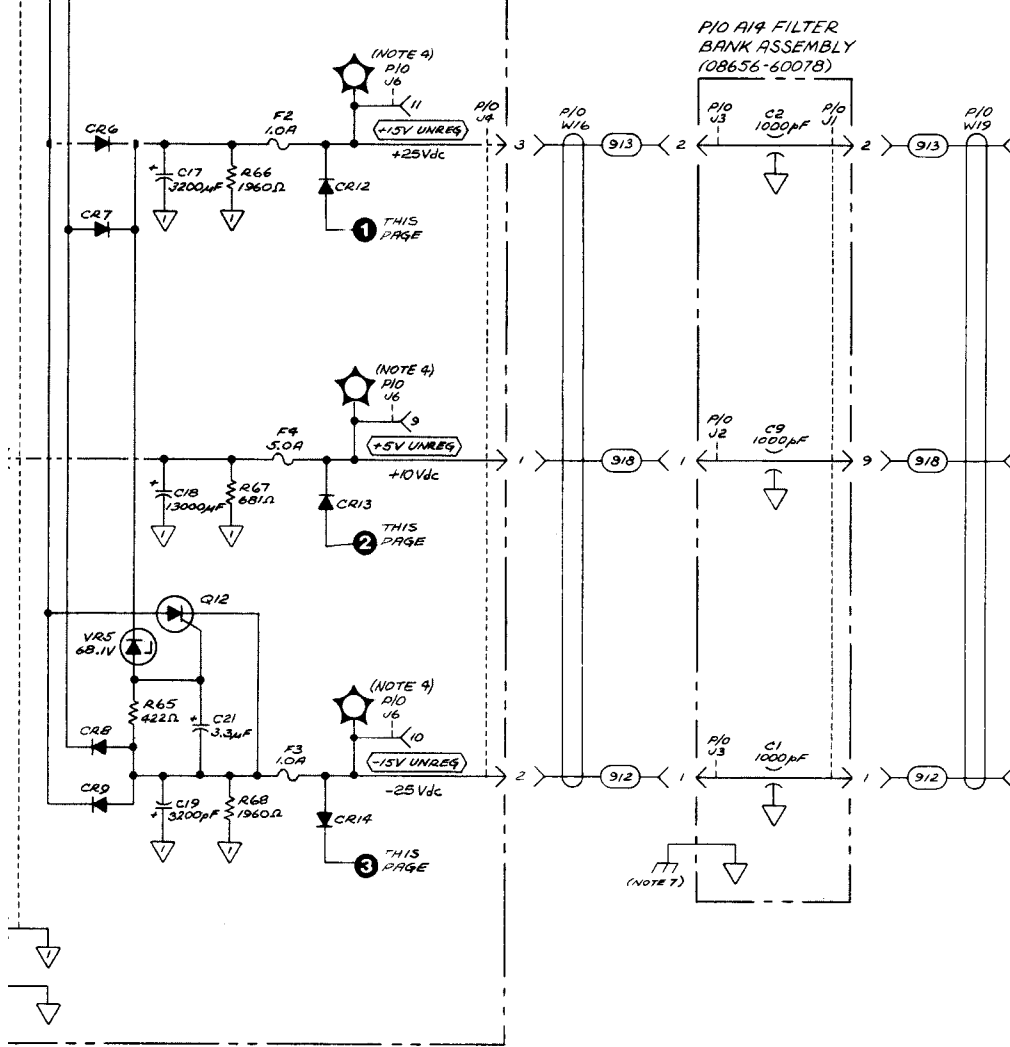 P/O A14 FILTER
BANK ASSEMBLY
(08656-60078)
(NOTE 4)
P/O
J6
11
+15V UNREG
+25Vdc
P/O
J4
3
P/O
W16
913
2
P/O
J3
C2
1000pF
P/O
J1
2
913
P/O
W19
CR6
F2
1.0A
C17
3200µF
R66
1960Ω
CR12
1
THIS
PAGE
CR7
(NOTE 4)
P/O
J6
9
+5V UNREG
+10Vdc
1
918
1
P/O
J2
C9
1000pF
9
918
F4
5.0A
C18
13000µF
R67
681Ω
CR13
2
THIS
PAGE
Q12
VR5
68.1V
R65
422Ω
C21
3.3µF
CR8
CR9
(NOTE 4)
P/O
J6
10
-15V UNREG
-25Vdc
2
912
1
P/O
J3
C1
1000pF
1
912
F3
1.0A
C19
3200pF
R68
1960Ω
CR14
3
THIS
PAGE
(NOTE 7)